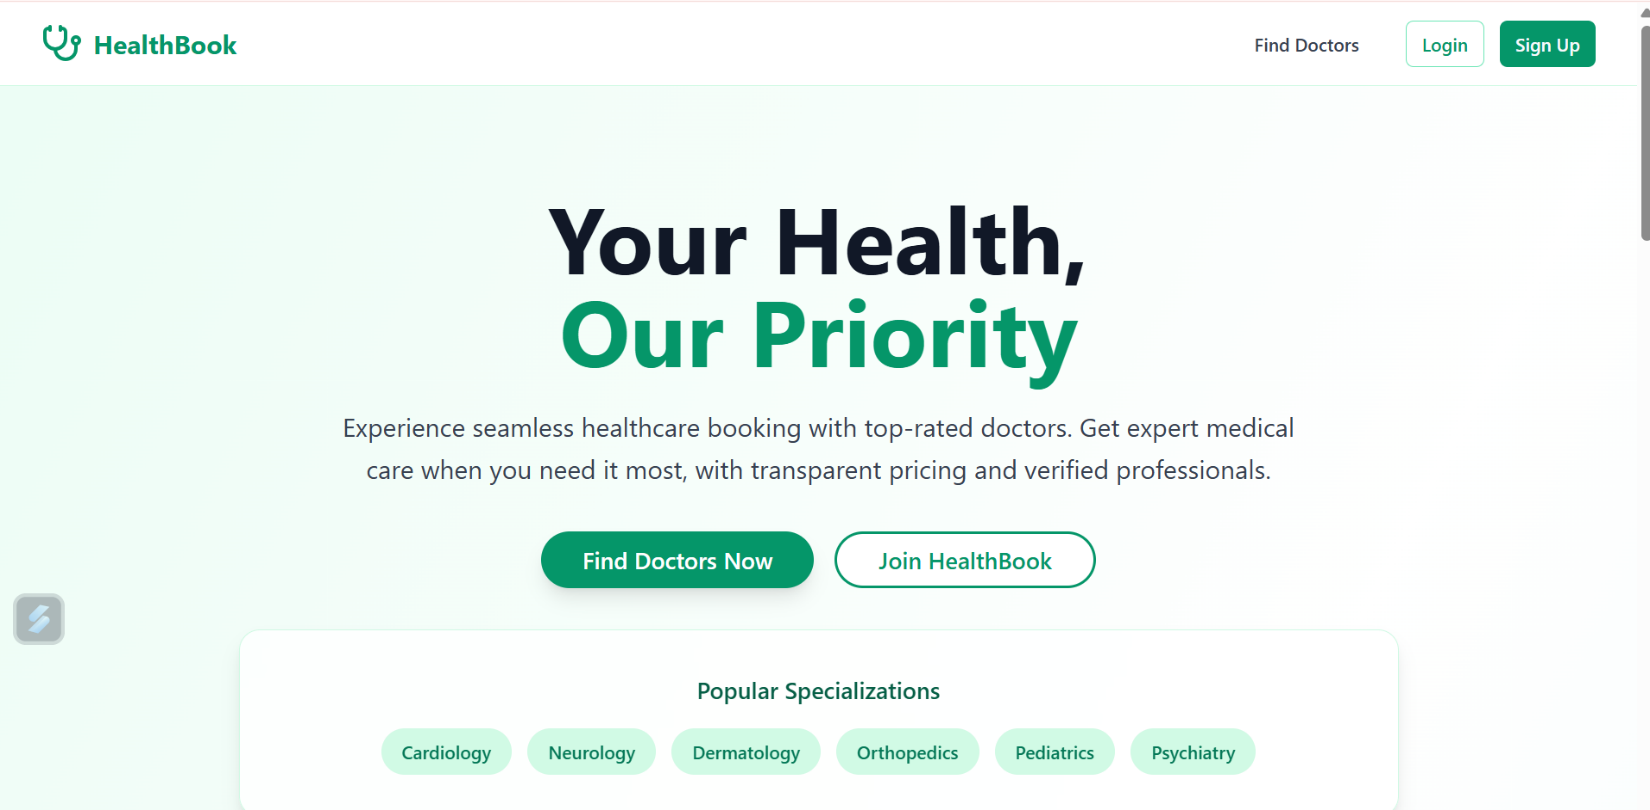 HealthBook
Find Doctors
Login
Sign Up
Your Health,
Our Priority
Experience seamless healthcare booking with top-rated doctors. Get expert medical
care when you need it most, with transparent pricing and verified professionals.
Find Doctors Now
Join HealthBook
Popular Specializations
Cardiology
Neurology
Dermatology
Orthopedics
Pediatrics
Psychiatry